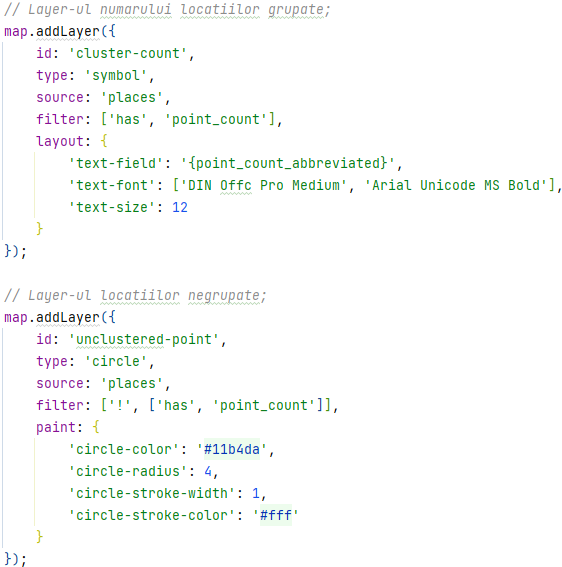 // Layer-ul numarului locatiilor grupate;
map.addLayer({
    id: 'cluster-count',
    type: 'symbol',
    source: 'places',
    filter: ['has', 'point_count'],
    layout: {
        'text-field': '{point_count_abbreviated}',
        'text-font': ['DIN Offc Pro Medium', 'Arial Unicode MS Bold'],
        'text-size': 12
    }
});

// Layer-ul locatiilor negrupate;
map.addLayer({
    id: 'unclustered-point',
    type: 'circle',
    source: 'places',
    filter: ['!', ['has', 'point_count']],
    paint: {
        'circle-color': '#11b4da',
        'circle-radius': 4,
        'circle-stroke-width': 1,
        'circle-stroke-color': '#fff'
    }
});